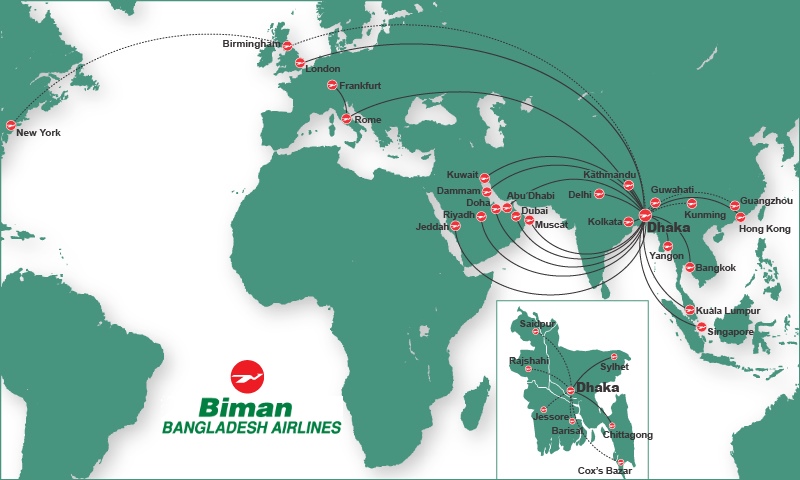 Birmingham
London
Frankfurt
New York
Rome
Kuwait
Dammam
Doha
Abu Dhabi
Riyadh
Dubai
Jeddah
Muscat
Kathmandu
Delhi
Guwahati
Guangzhou
Kunming
Kolkata
Dhaka
Hong Kong
Yangon
Bangkok
Kuala Lumpur
Singapore
Saidpur
Rajshahi
Sylhet
Dhaka
Jessore
Barisal
Chittagong
Cox's Bazar
Biman
BANGLADESH AIRLINES